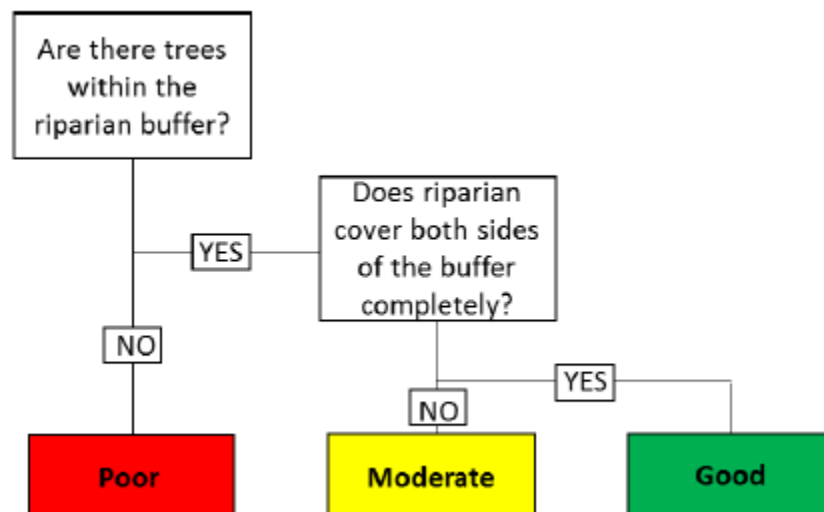 Are there trees
within the
riparian buffer?
Does riparian
cover both sides
of the buffer
completely?
YES
NO
YES
NO
Poor
Moderate
Good